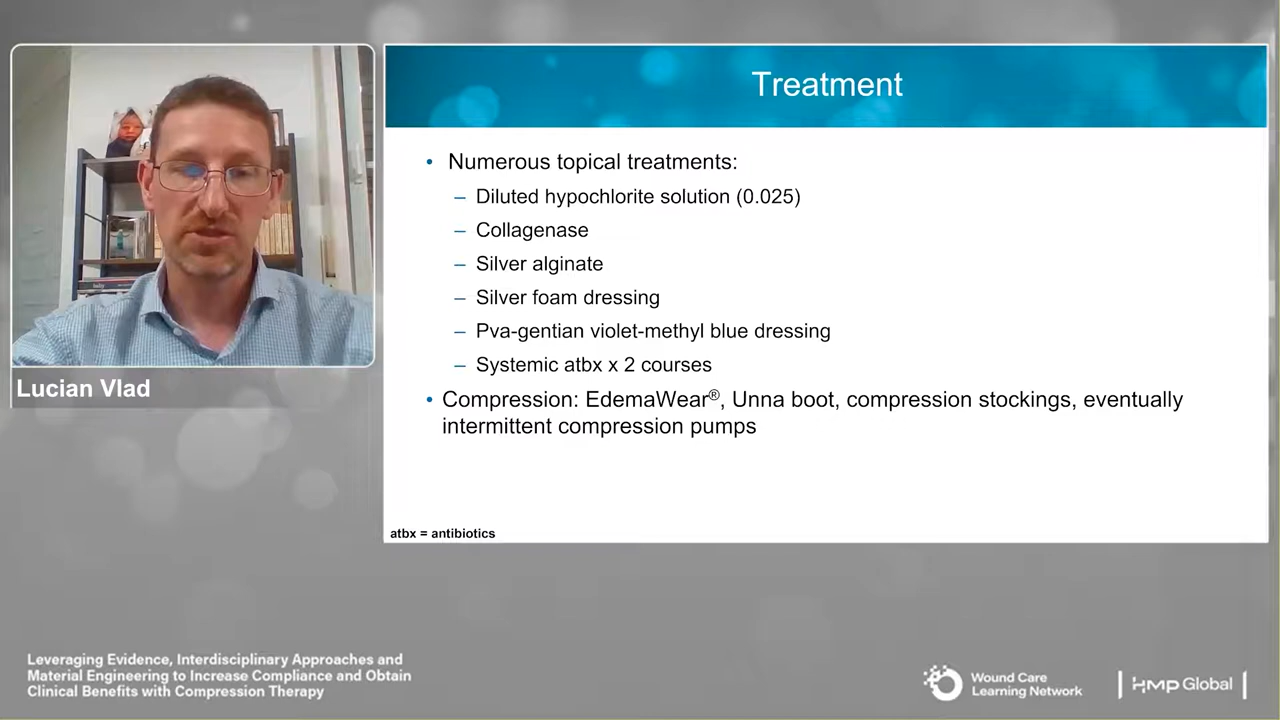 Treatment
• Numerous topical treatments:
– Diluted hypochlorite solution (0.025)
– Collagenase
– Silver alginate
– Silver foam dressing
– Pva-gentian violet-methyl blue dressing
– Systemic atbx x 2 courses
• Compression: EdemaWear®, Unna boot, compression stockings, eventually
intermittent compression pumps
atbx = antibiotics
Lucian Vlad
Leveraging Evidence, Interdisciplinary Approaches and
Material Engineering to Increase Compliance and Obtain
Clinical Benefits with Compression Therapy
Wound Care
Learning Network
HMP Global